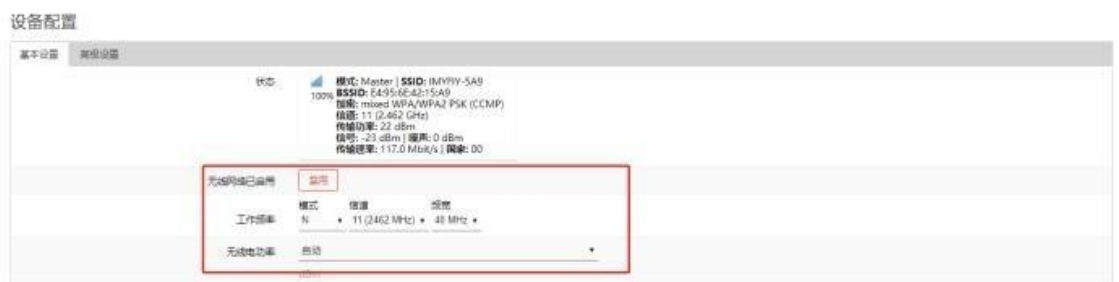 设备配置
基本设置 高级设置
状态
100%
模式: Master | SSID: IMYFIY-5A9
BSSID: E4:95:6E:42:15:A9
加密: mixed WPA/WPA2 PSK (CCMP)
信道: 11 (2.462 GHz)
传输功率: 22 dBm
信号: -23 dBm | 噪声: 0 dBm
传输速率: 117.0 Mbit/s | 国家: 00
无线网络已启用 禁用
模式 信道 频宽
工作频率 N 11 (2462 MHz) 40 MHz
无线电功率 自动
dBm